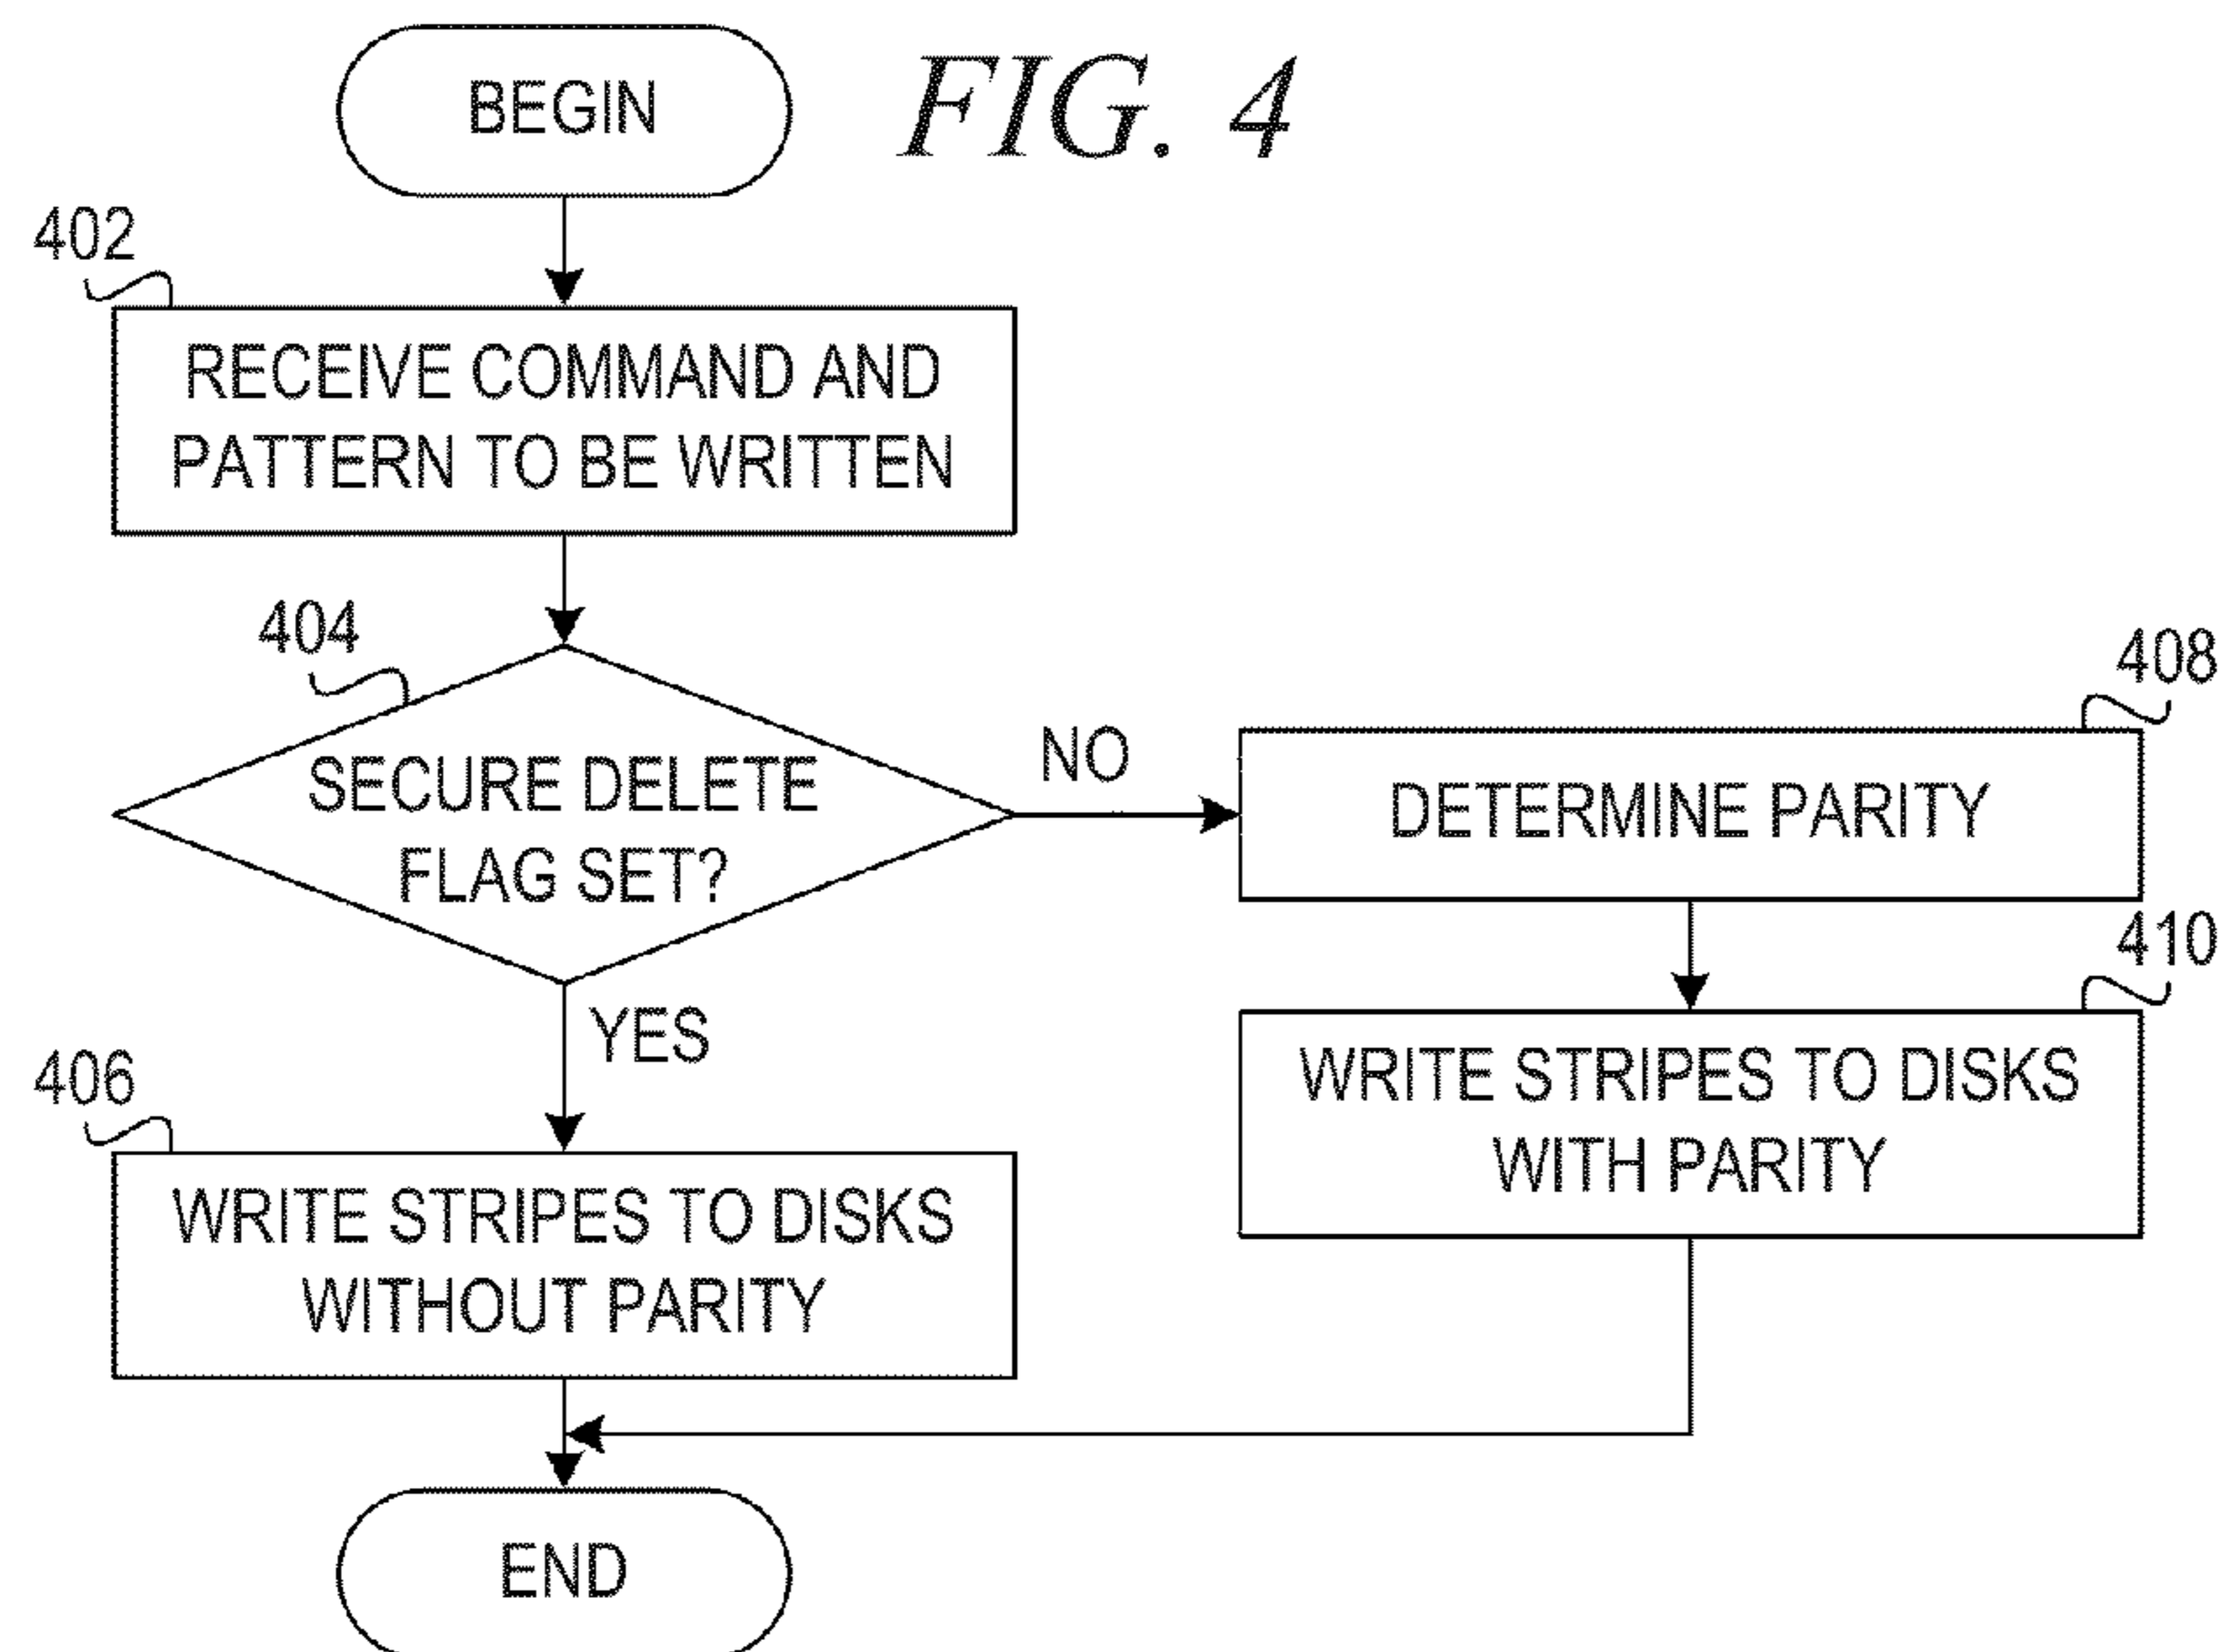 BEGIN
FIG. 4
402
RECEIVE COMMAND AND
PATTERN TO BE WRITTEN
404
SECURE DELETE
FLAG SET?
NO
YES
408
DETERMINE PARITY
410
WRITE STRIPES TO DISKS
WITH PARITY
406
WRITE STRIPES TO DISKS
WITHOUT PARITY
END